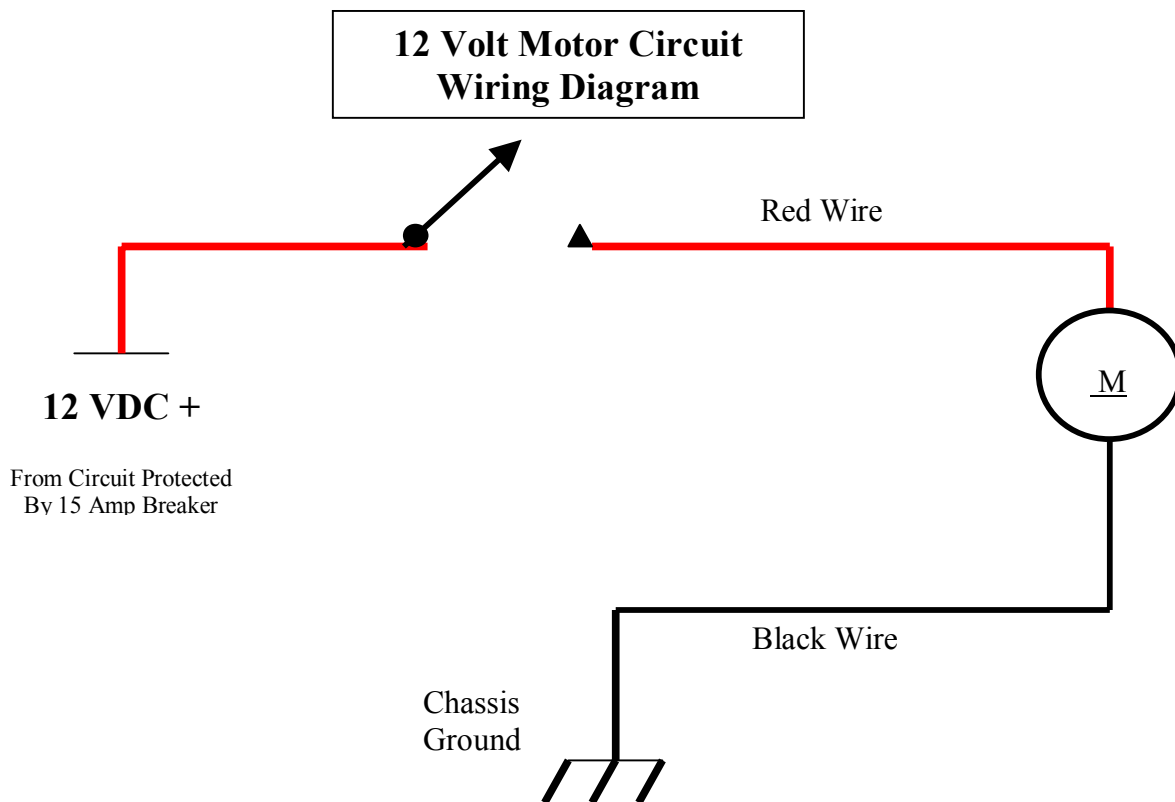 12 Volt Motor Circuit
Wiring Diagram
Red Wire
M
12 VDC +
From Circuit Protected
By 15 Amp Breaker
Black Wire
Chassis
Ground